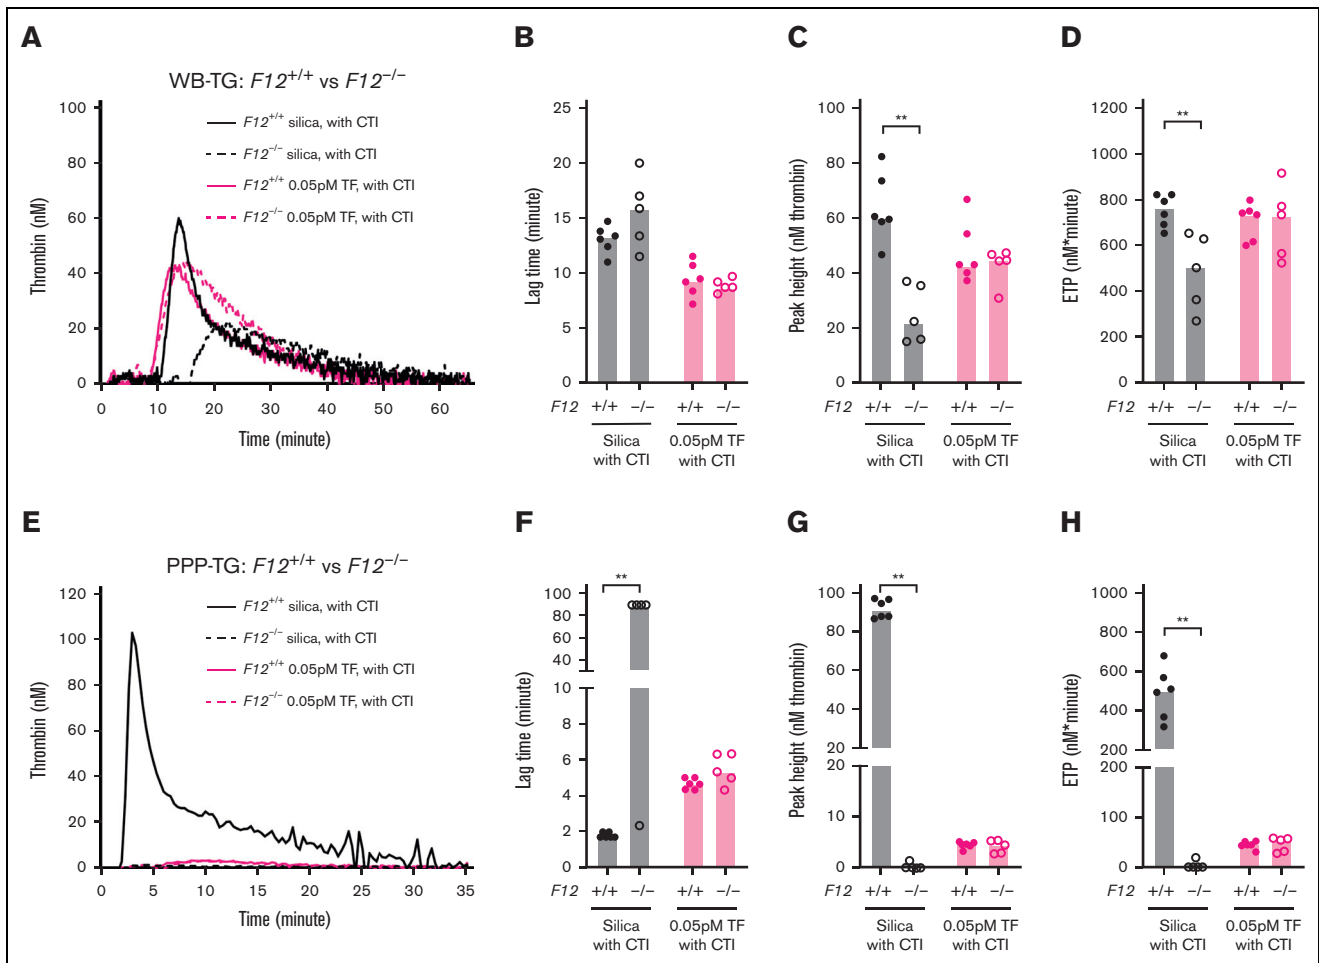 A
WB-TG: F12+/+ vs F12−/−
F12+/+ silica, with CTI
F12−/− silica, with CTI
F12+/+ 0.05pM TF, with CTI
F12−/− 0.05pM TF, with CTI
Thrombin (nM)
100
80
60
40
20
0
0 10 20 30 40 50 60
Time (minute)
B
Lag time (minute)
25
20
15
10
5
0
F12 +/+ −/− +/+ −/−
Silica 0.05pM TF
with CTI with CTI
C
Peak height (nM thrombin)
100
80
60
40
20
0
**
F12 +/+ −/− +/+ −/−
Silica 0.05pM TF
with CTI with CTI
D
ETP (nM*minute)
1200
1000
800
600
400
200
0
**
F12 +/+ −/− +/+ −/−
Silica 0.05pM TF
with CTI with CTI
E
PPP-TG: F12+/+ vs F12−/−
F12+/+ silica, with CTI
F12−/− silica, with CTI
F12+/+ 0.05pM TF, with CTI
F12−/− 0.05pM TF, with CTI
Thrombin (nM)
120
100
80
60
40
20
0
0 5 10 15 20 25 30 35
Time (minute)
F
Lag time (minute)
**
100
80
60
40
10
8
6
4
2
0
F12 +/+ −/− +/+ −/−
Silica 0.05pM TF
with CTI with CTI
G
Peak height (nM thrombin)
**
100
80
60
40
20
20
10
0
F12 +/+ −/− +/+ −/−
Silica 0.05pM TF
with CTI with CTI
H
ETP (nM*minute)
**
1000
800
600
400
200
200
100
0
F12 +/+ −/− +/+ −/−
Silica 0.05pM TF
with CTI with CTI